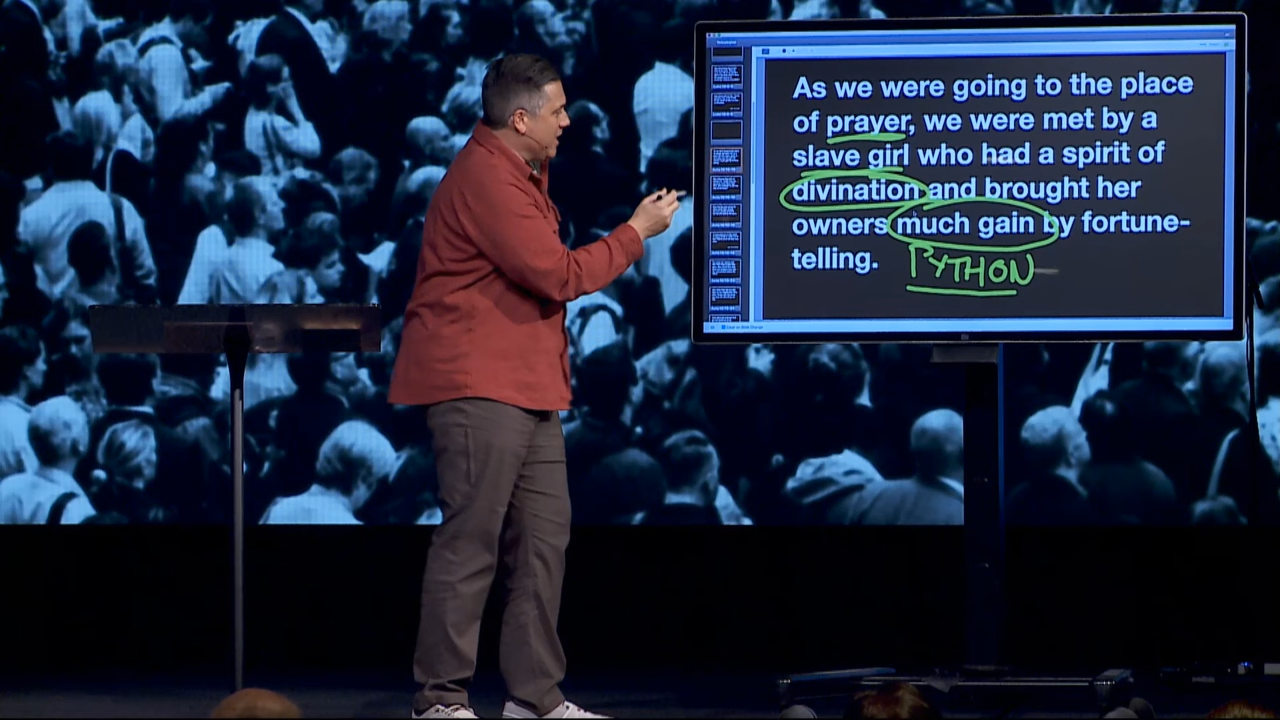 As we were going to the place
of prayer, we were met by a
slave girl who had a spirit of
divination and brought her
owners much gain by fortune-
telling.
PYTHON